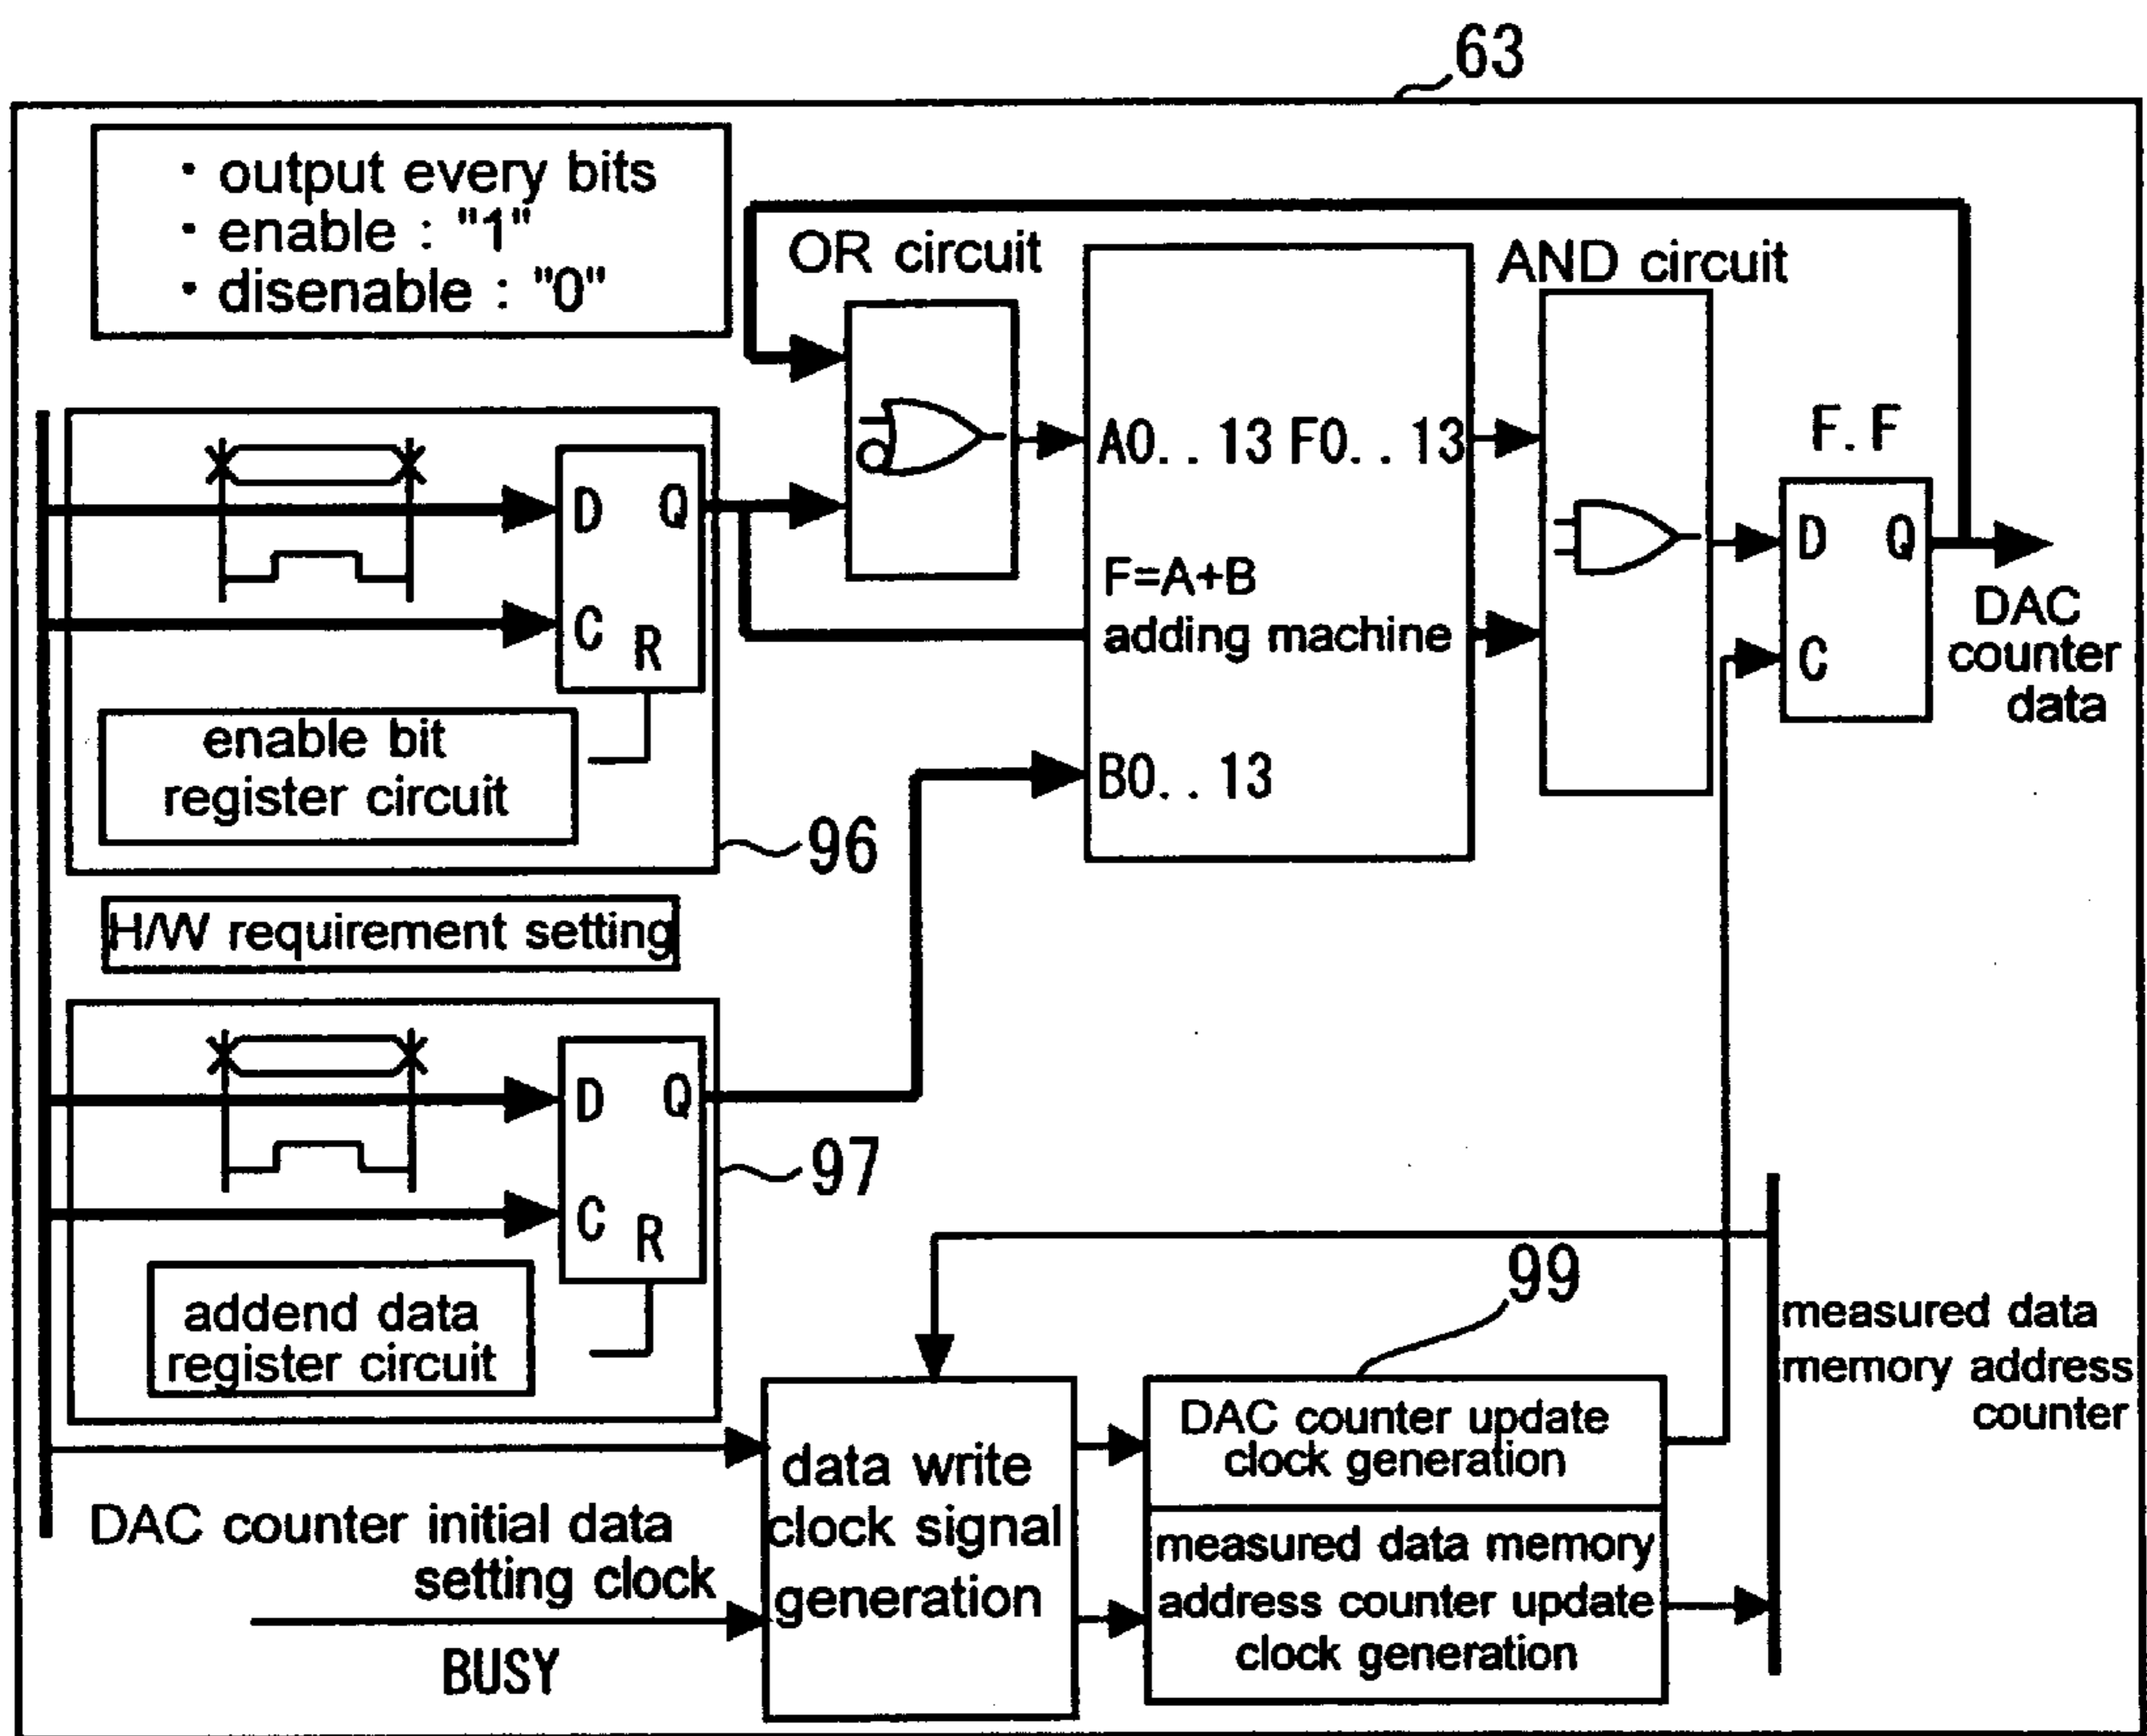 63
· output every bits
· enable : "1"
· disenable : "0"
OR circuit
AND circuit
A0..13 F0..13
F.F
D Q
C R
F=A+B
adding machine
D Q
C
DAC
counter
data
enable bit
register circuit
B0..13
96
H/W requirement setting
D Q
C R
97
addend data
register circuit
99
measured data
memory address
counter
DAC counter update
clock generation
data write
clock signal
generation
DAC counter initial data
setting clock
measured data memory
address counter update
clock generation
BUSY